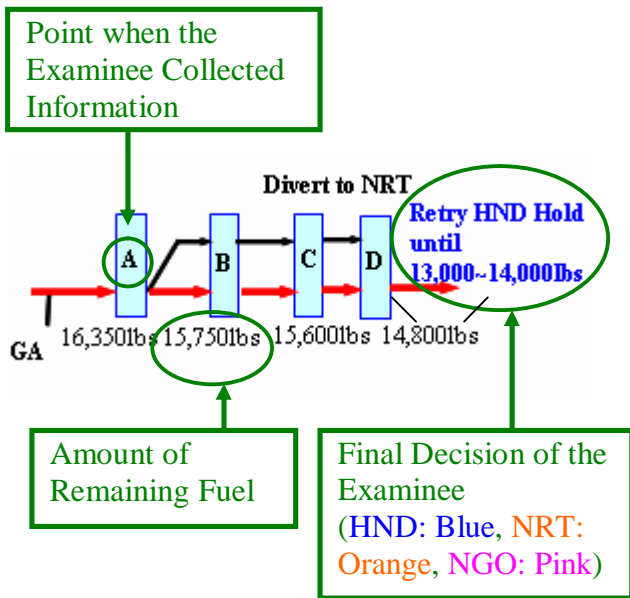 Point when the
Examinee Collected
Information
Divert to NRT
Retry HND Hold
until
13,000~14,000lbs
A
B
C
D
GA
16,350lbs
15,750lbs
15,600lbs
14,800lbs
Amount of
Remaining Fuel
Final Decision of the
Examinee
(HND: Blue, NRT:
Orange, NGO: Pink)